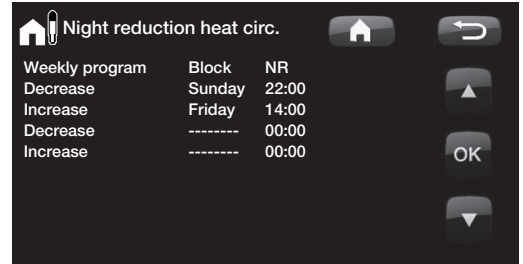 Night reduction heat circ.
Weekly program Block NR
Decrease Sunday 22:00
Increase Friday 14:00
Decrease -------- 00:00
Increase -------- 00:00
OK